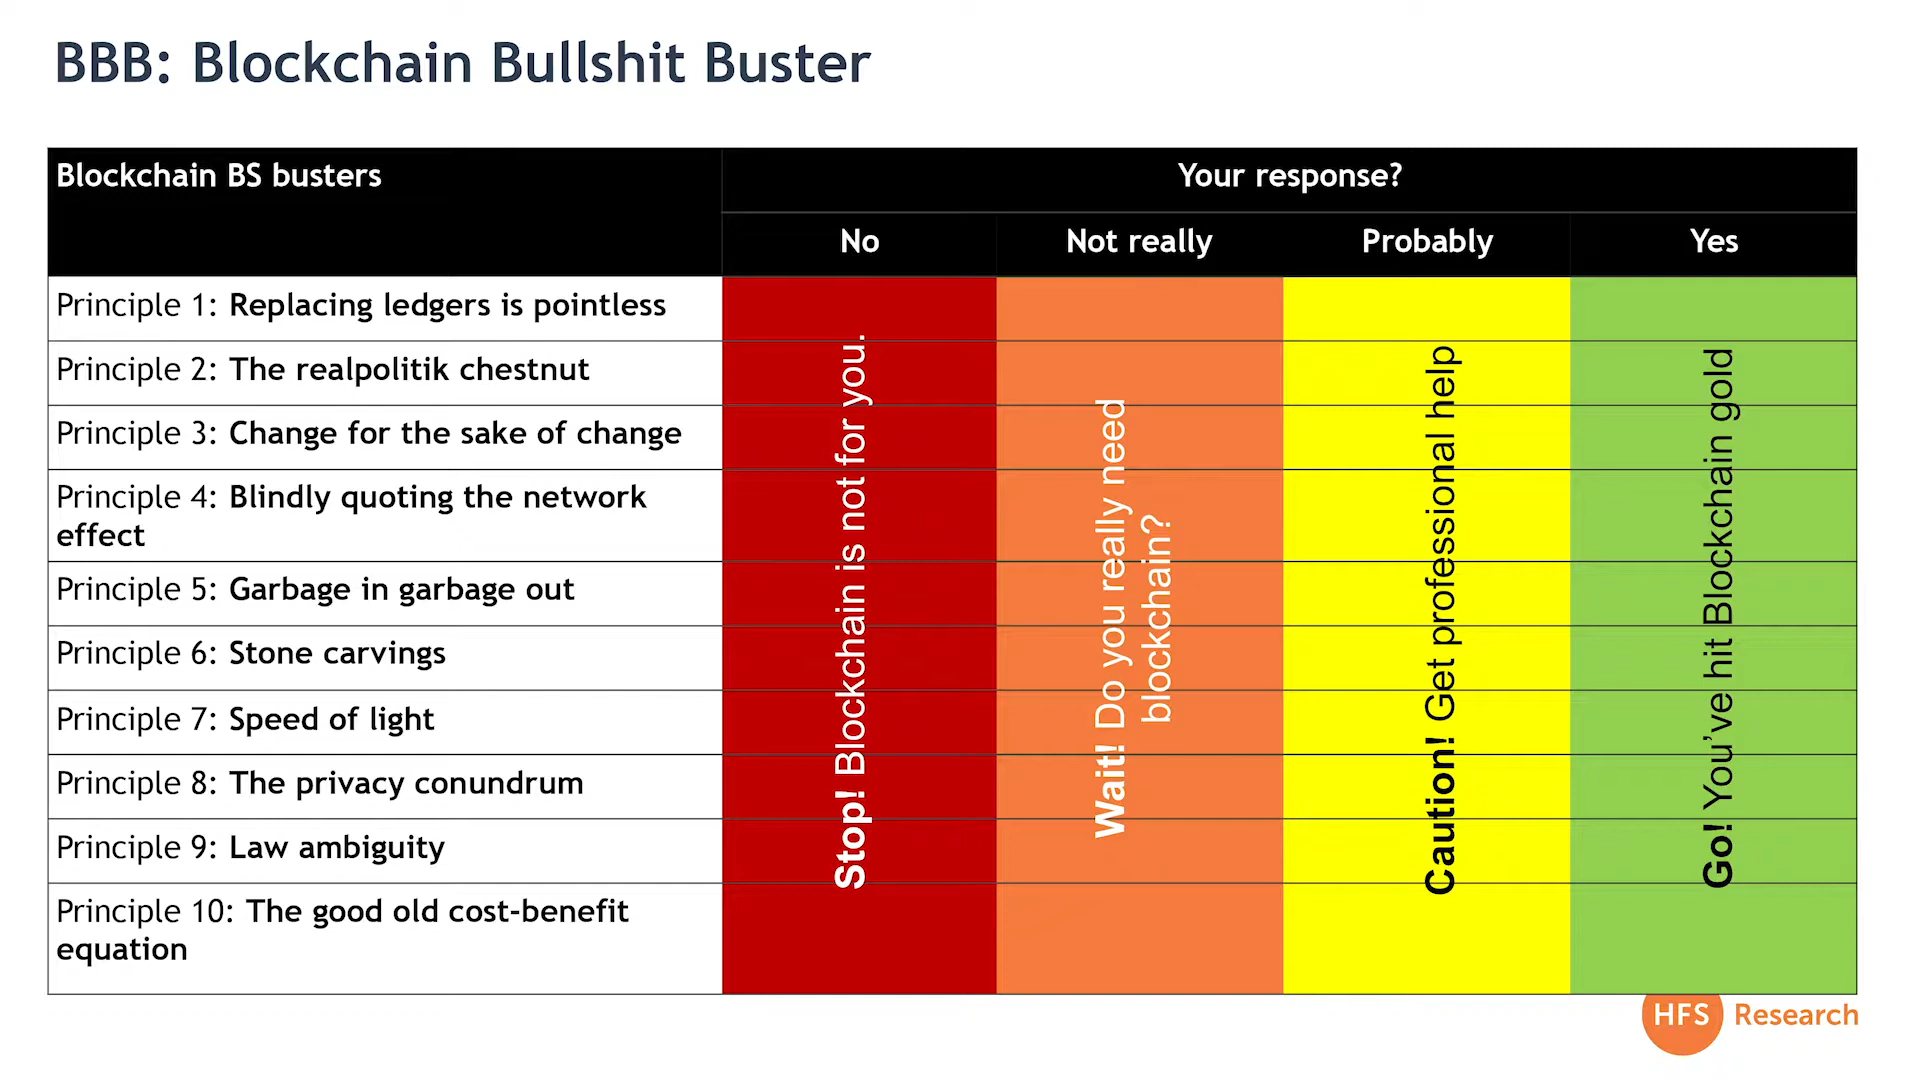 BBB: Blockchain Bullshit Buster
Blockchain BS busters
Your response?
No
Not really
Probably
Yes
Principle 1: Replacing ledgers is pointless
Principle 2: The realpolitik chestnut
Principle 3: Change for the sake of change
Principle 4: Blindly quoting the network
effect
Principle 5: Garbage in garbage out
Principle 6: Stone carvings
Principle 7: Speed of light
Principle 8: The privacy conundrum
Principle 9: Law ambiguity
Principle 10: The good old cost-benefit
equation
Stop! Blockchain is not for you.
Wait! Do you really need
blockchain?
Caution! Get professional help
Go! You’ve hit Blockchain gold
HFS Research